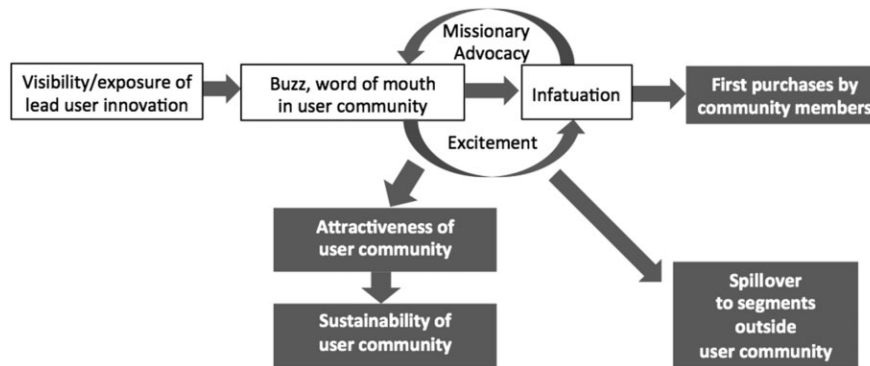 Missionary
Advocacy
Visibility/exposure of
lead user innovation
Buzz, word of mouth
in user community
Infatuation
First purchases by
community members
Excitement
Attractiveness of
user community
Sustainability of
user community
Spillover
to segments
outside
user community